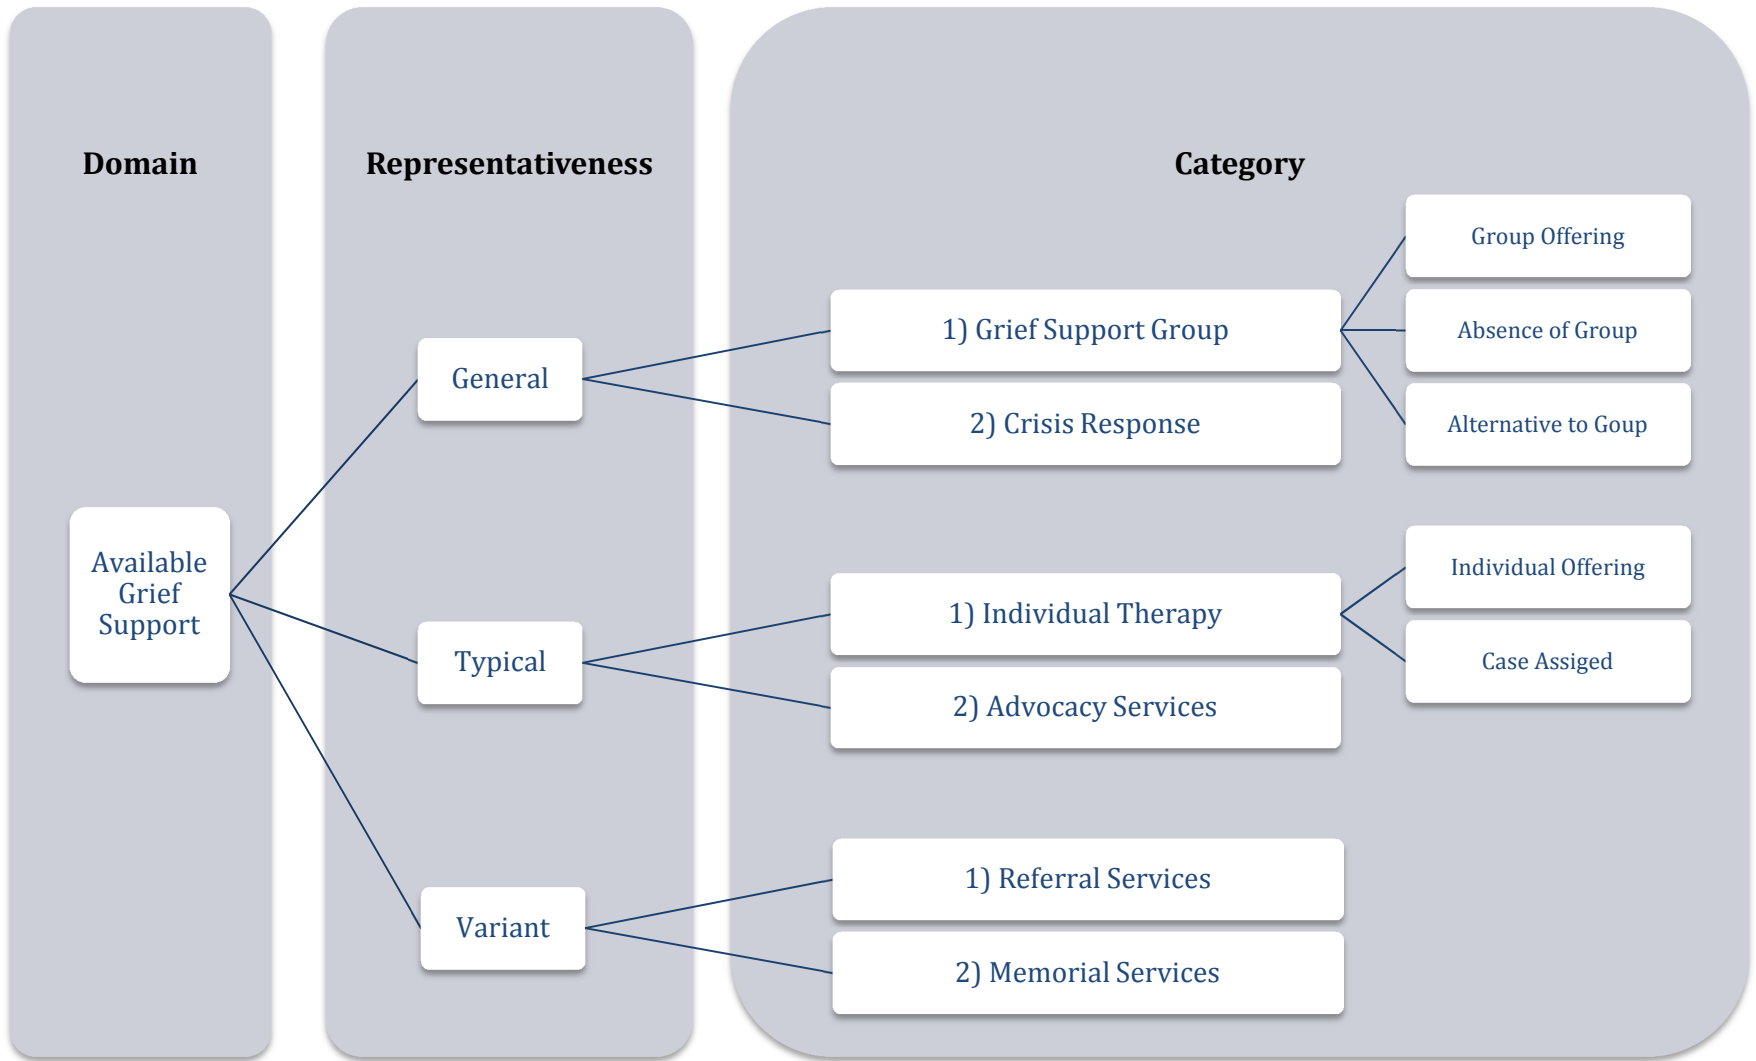 Domain
Representativeness
Category
Available
Grief
Support
General
Typical
Variant
1) Grief Support Group
2) Crisis Response
1) Individual Therapy
2) Advocacy Services
1) Referral Services
2) Memorial Services
Group Offering
Absence of Group
Alternative to Goup
Individual Offering
Case Assiged